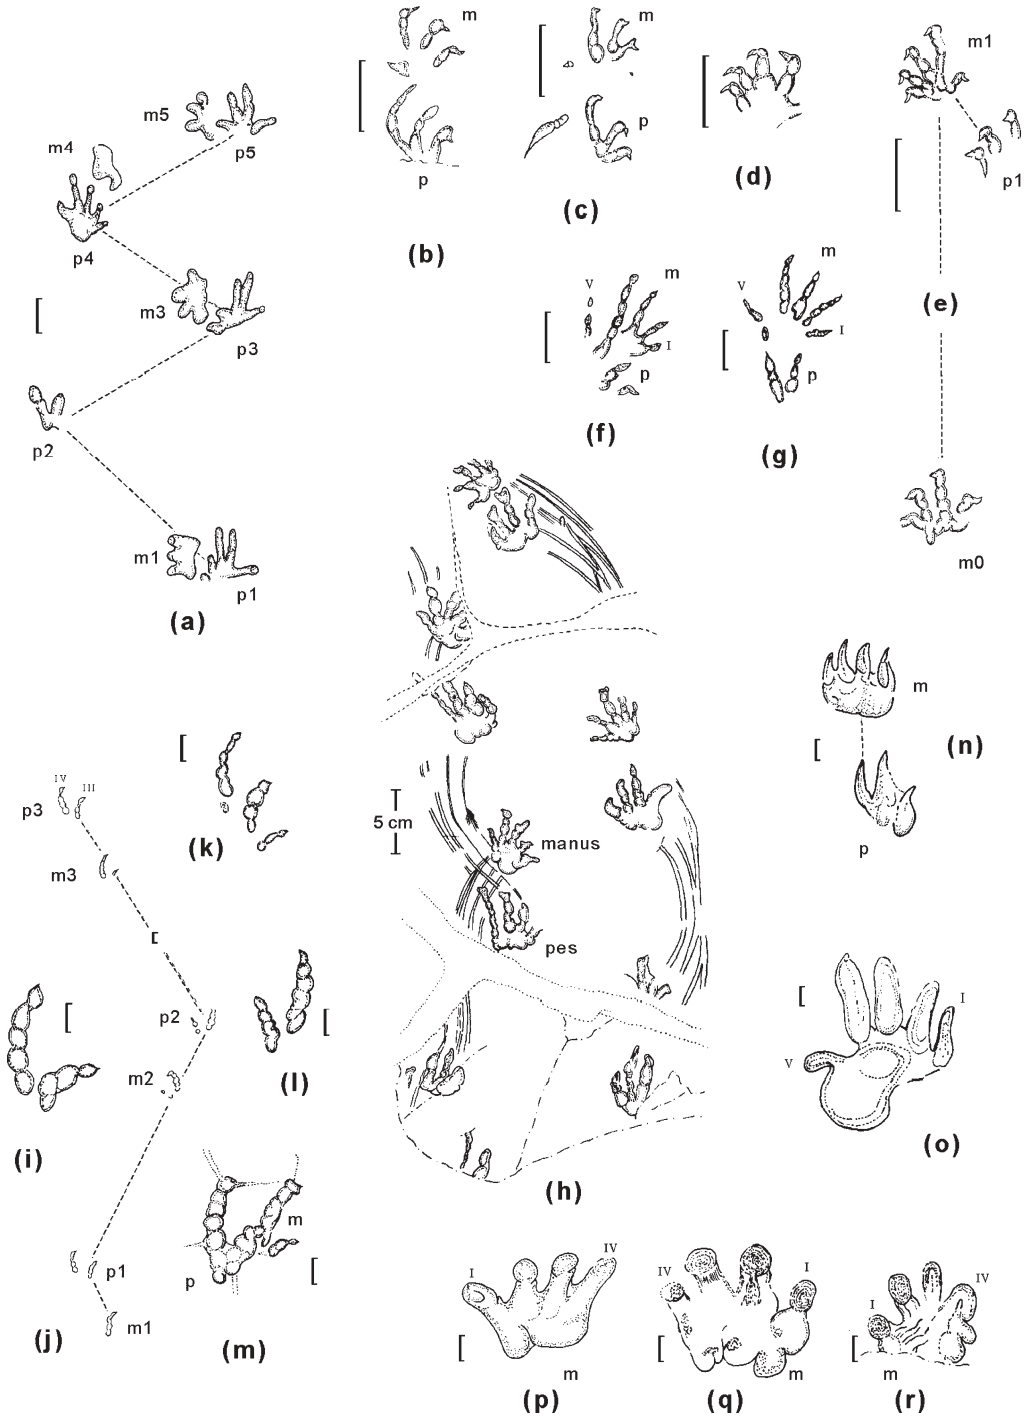 m
m
m1
m5
p5
m4
p4
p
(b)
p
(c)
(d)
p1
(e)
m3
p3
V
m
I
p
(f)
V
m
I
p
(g)
p2
m1
p1
(a)
m0
m
(n)
p
IV
III
p3
(k)
m3
5 cm
manus
pes
p2
m2
(i)
(l)
I
V
(o)
(h)
p1
m1
(j)
m
p
(m)
I
IV
m
(p)
IV
I
m
(q)
I
IV
m
(r)